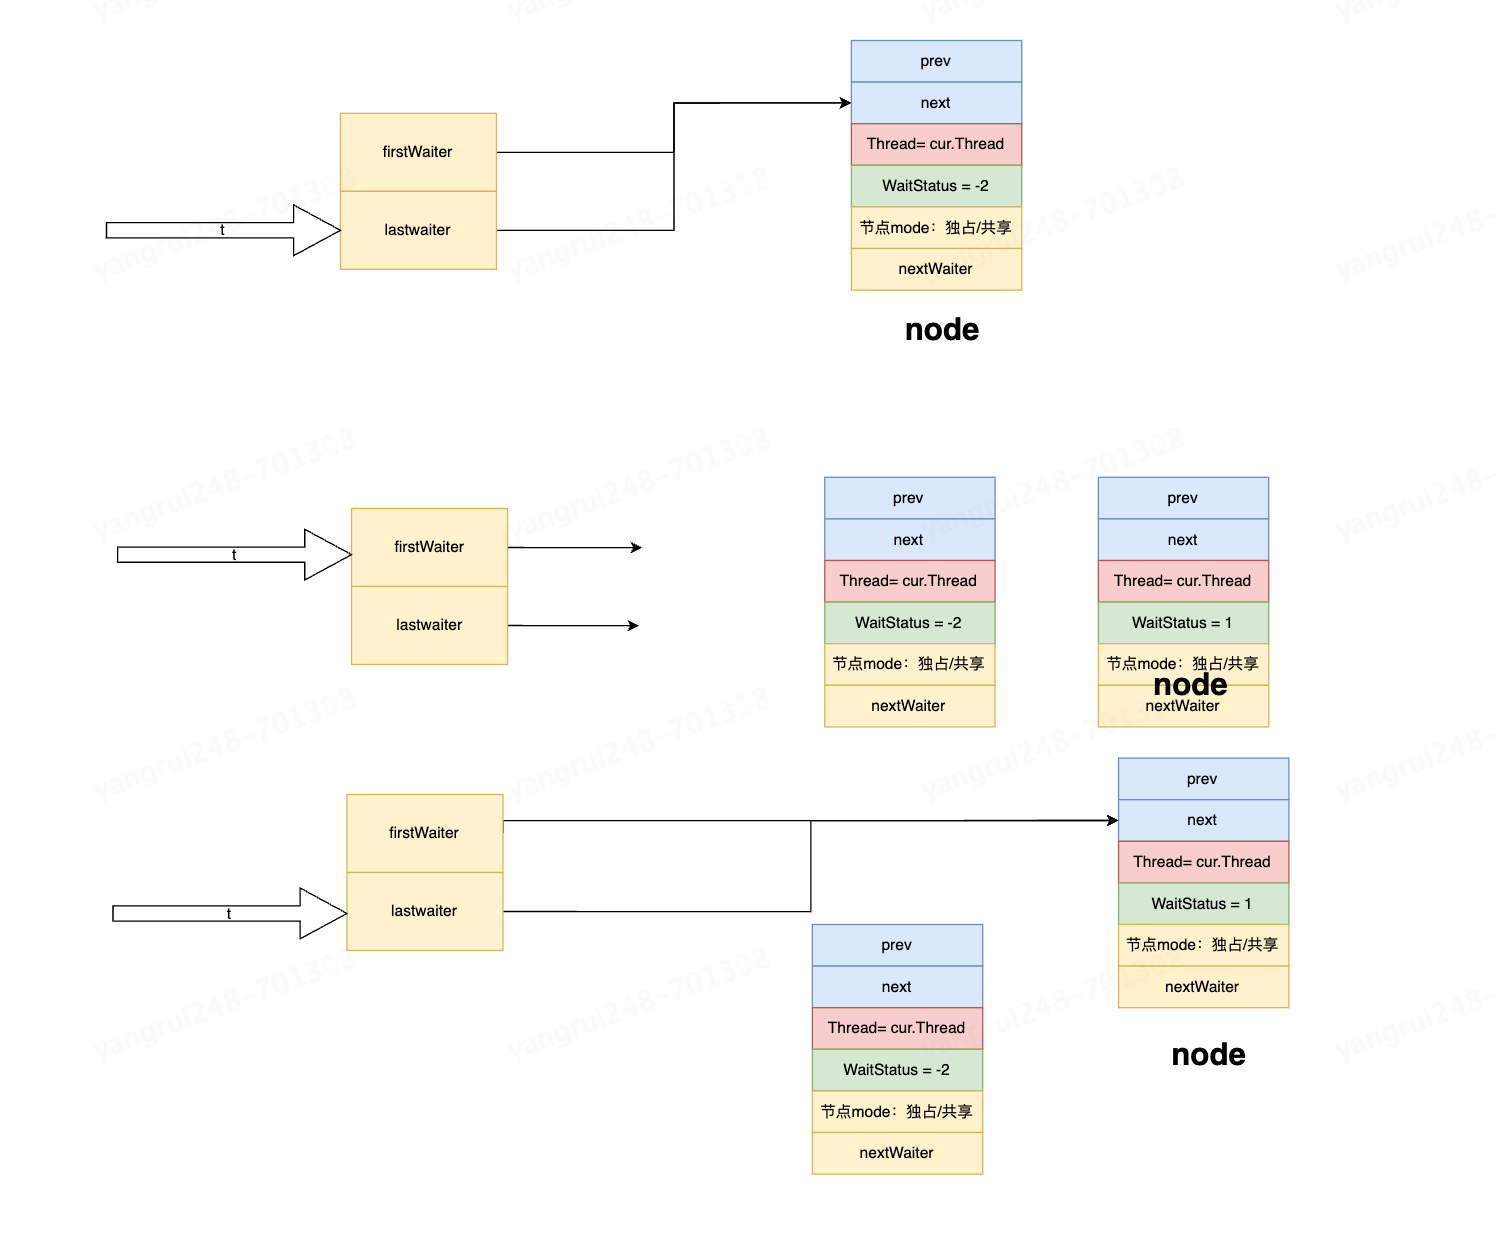 prev
next
Thread= cur.Thread
WaitStatus = -2
节点mode：独占/共享
nextWaiter
node
firstWaiter
lastwaiter
t
firstWaiter
lastwaiter
t
prev
next
Thread= cur.Thread
WaitStatus = -2
节点mode：独占/共享
nextWaiter
prev
next
Thread= cur.Thread
WaitStatus = 1
节点mode：独占/共享
node
nextWaiter
firstWaiter
lastwaiter
t
prev
next
Thread= cur.Thread
WaitStatus = 1
节点mode：独占/共享
nextWaiter
node
prev
next
Thread= cur.Thread
WaitStatus = -2
节点mode：独占/共享
nextWaiter